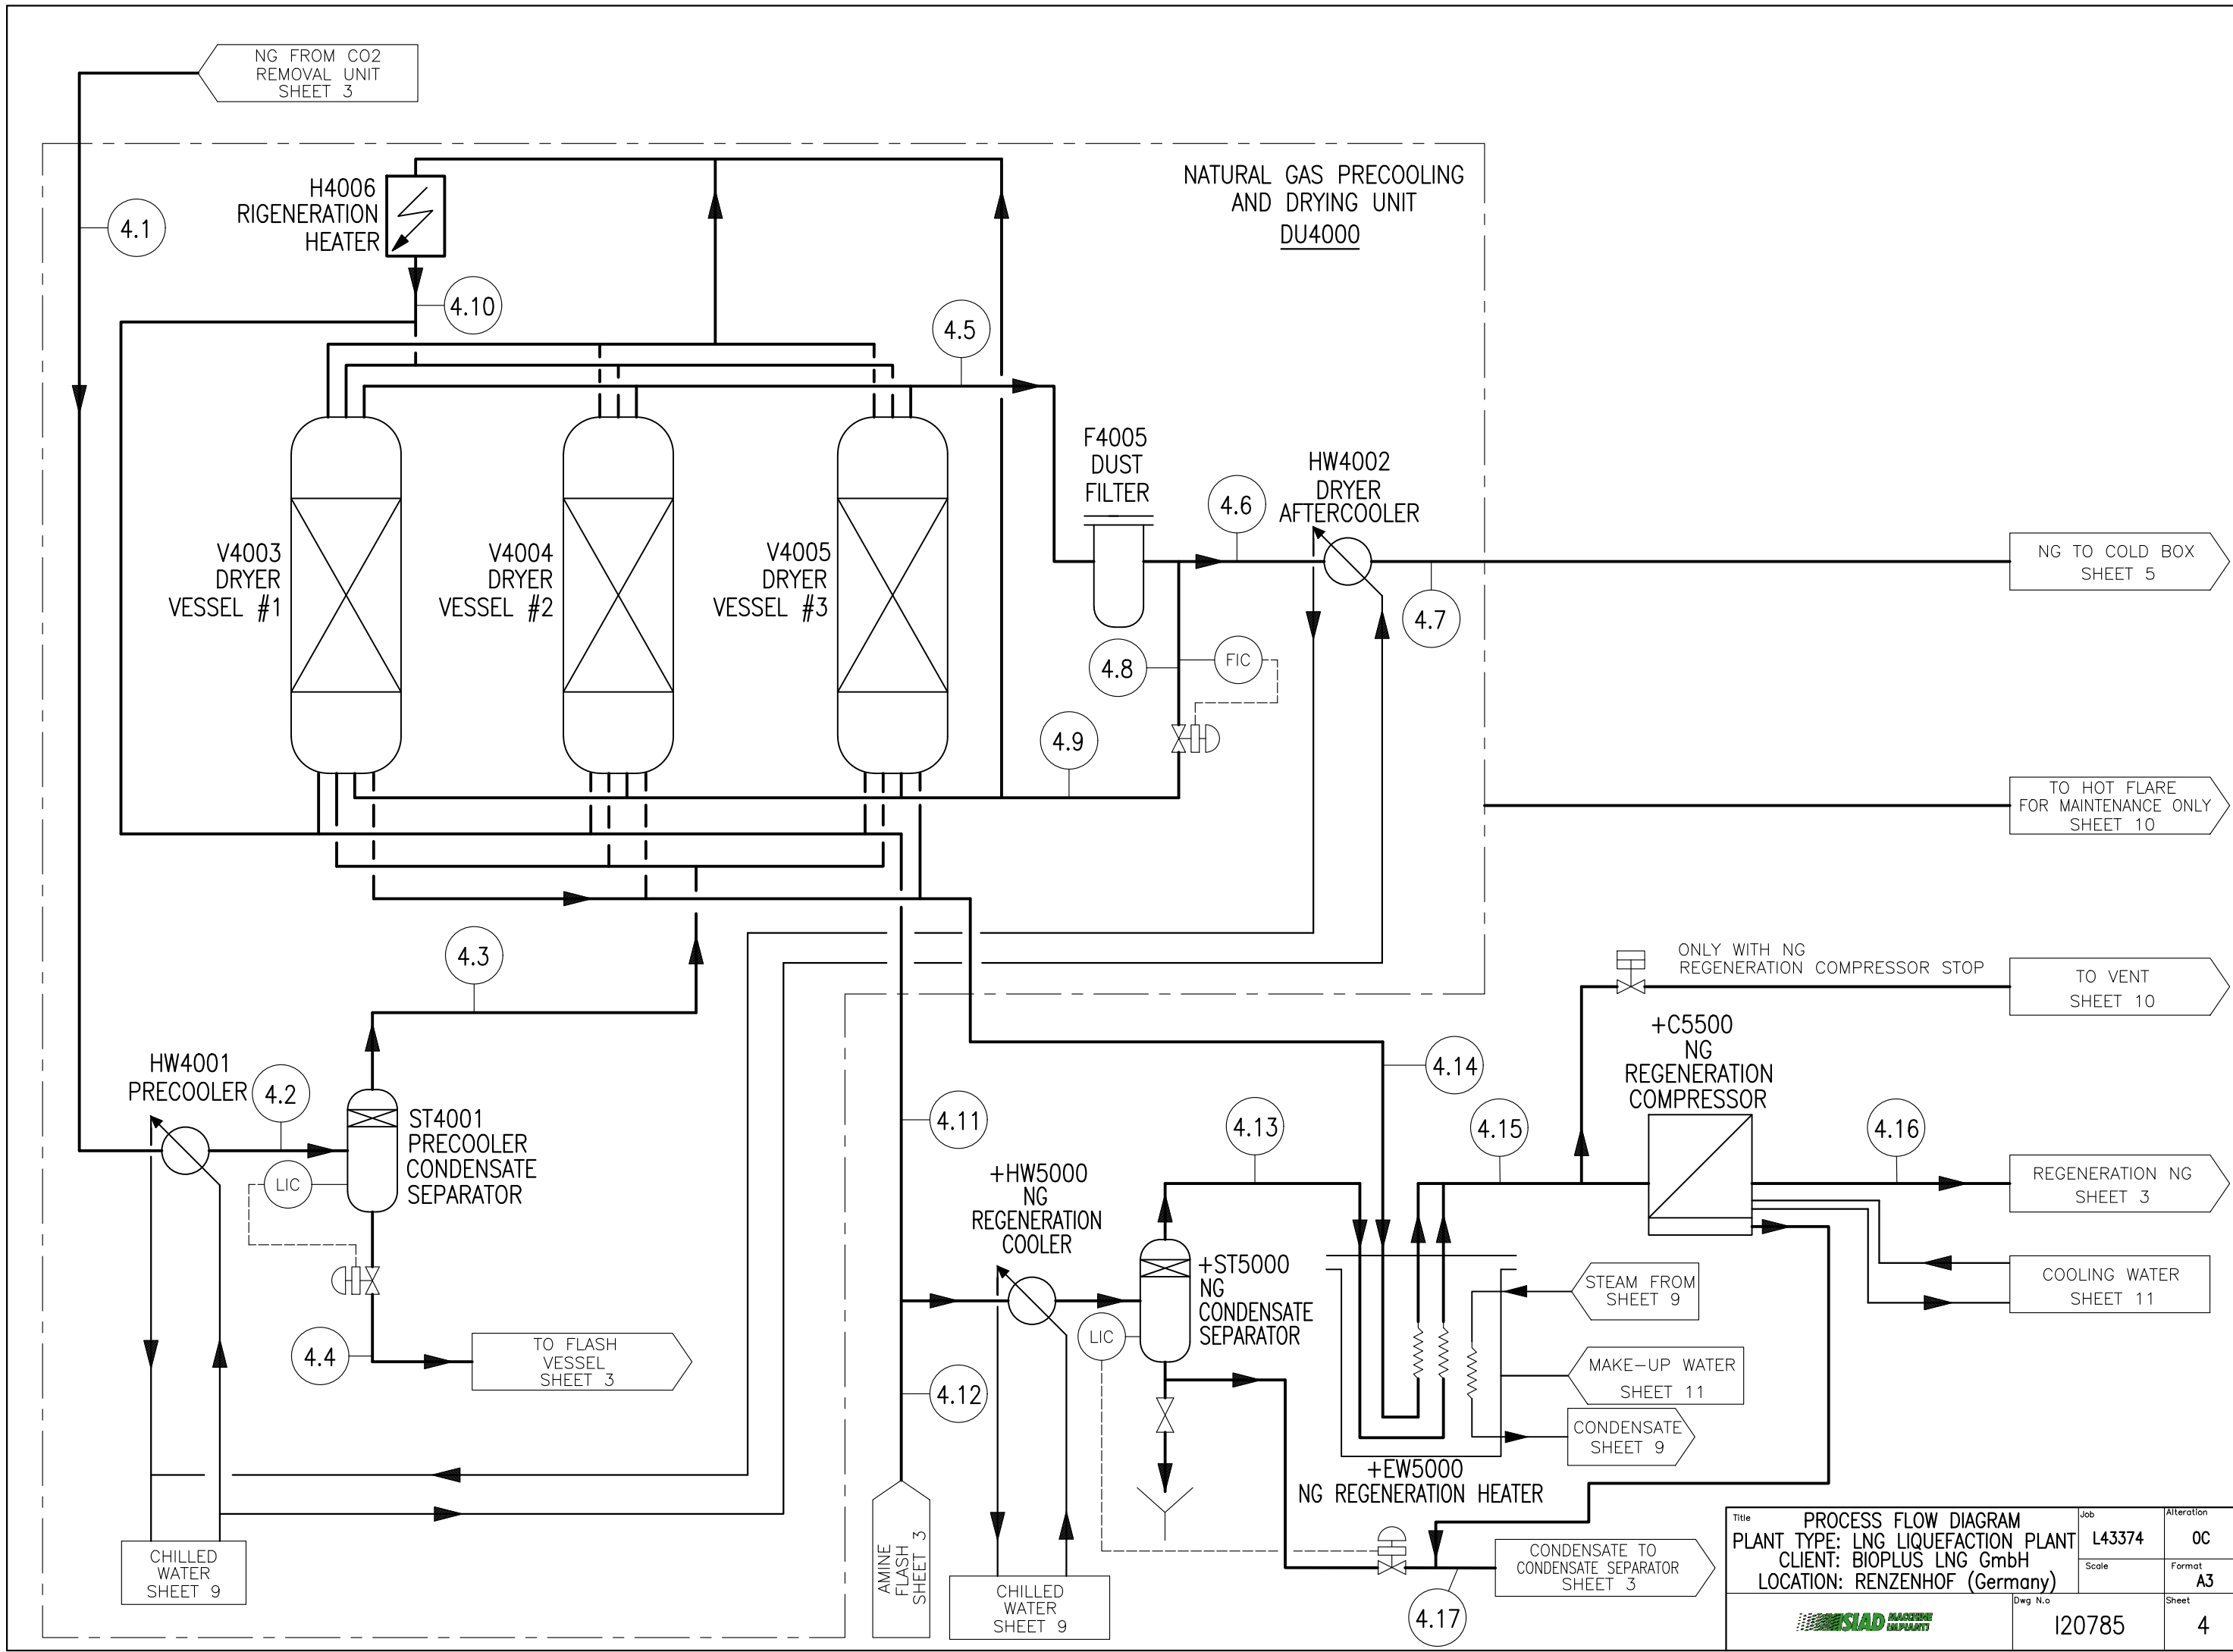 NG FROM CO2
REMOVAL UNIT
SHEET 3
4.1
H4006
RIGENERATION
HEATER
4.10
NATURAL GAS PRECOOLING
AND DRYING UNIT
DU4000
4.5
V4003
DRYER
VESSEL #1
V4004
DRYER
VESSEL #2
V4005
DRYER
VESSEL #3
F4005
DUST
FILTER
4.6
HW4002
DRYER
AFTERCOOLER
4.7
NG TO COLD BOX
SHEET 5
4.8
FIC
4.9
TO HOT FLARE
FOR MAINTENANCE ONLY
SHEET 10
4.3
ONLY WITH NG
REGENERATION COMPRESSOR STOP
TO VENT
SHEET 10
HW4001
PRECOOLER
4.2
ST4001
PRECOOLER
CONDENSATE
SEPARATOR
LIC
4.4
TO FLASH
VESSEL
SHEET 3
4.11
4.12
+HW5000
NG
REGENERATION
COOLER
4.13
+ST5000
NG
CONDENSATE
SEPARATOR
LIC
4.14
4.15
+C5500
NG
REGENERATION
COMPRESSOR
4.16
REGENERATION NG
SHEET 3
COOLING WATER
SHEET 11
STEAM FROM
SHEET 9
MAKE-UP WATER
SHEET 11
CONDENSATE
SHEET 9
+EW5000
NG REGENERATION HEATER
CHILLED
WATER
SHEET 9
AMINE
FLASH
SHEET 3
CHILLED
WATER
SHEET 9
4.17
CONDENSATE TO
CONDENSATE SEPARATOR
SHEET 3
Title
PROCESS FLOW DIAGRAM
PLANT TYPE: LNG LIQUEFACTION PLANT
CLIENT: BIOPLUS LNG GmbH
LOCATION: RENZENHOF (Germany)
Job
L43374
Alteration
0C
Scale
Format
A3
SIAD MACCHINE
IMPIANTI
Dwg N.o
I20785
Sheet
4